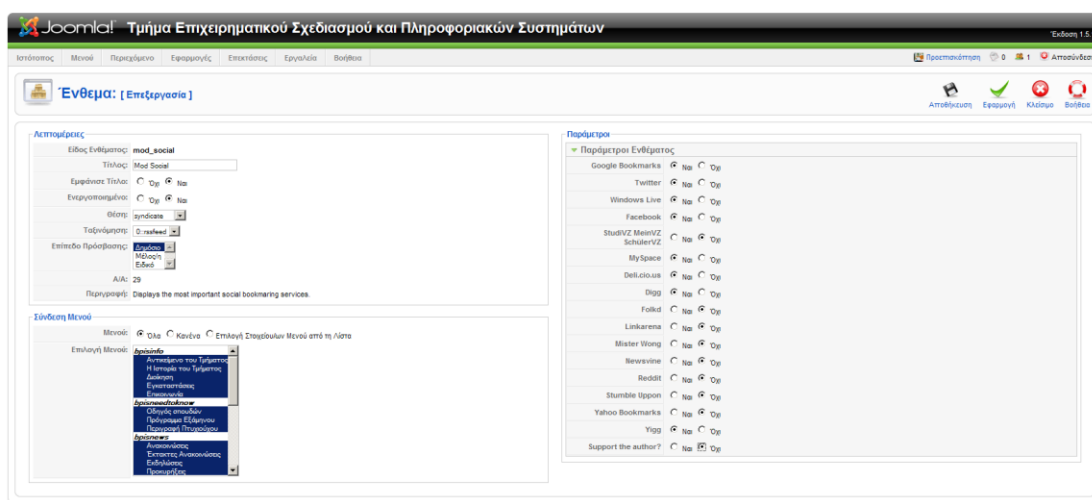 Joomla! Τμήμα Επιχειρηματικού Σχεδιασμού και Πληροφοριακών Συστημάτων
Έκδοση 1.5.
Ιστότοπος Μενού Περιεχόμενο Εφαρμογές Επεκτάσεις Εργαλεία Βοήθεια
Προεπισκόπηση 0 1 Αποσύνδεση
Ένθεμα: [ Επεξεργασία ]
Αποθήκευση Εφαρμογή Κλείσιμο Βοήθεια
Λεπτομέρειες
Είδος Ενθέματος: mod_social
Τίτλος: Mod Social
Εμφάνισε Τίτλο: Όχι Ναι
Ενεργοποιημένο: Όχι Ναι
Θέση: syndicate
Ταξινόμηση: 0::rssfeed
Επίπεδο Πρόσβασης: Δημόσιο
Μέλος/η
Ειδικό
Α/Α: 29
Περιγραφή: Displays the most important social bookmaring services.
Σύνδεση Μενού
Μενού: Όλα Κανένα Επιλογή Στοιχείου/ων Μενού από τη Λίστα
Επιλογή Μενού: bpisinfo
Αντικείμενο του Τμήματος
Η Ιστορία του Τμήματος
Διοίκηση
Εγκαταστάσεις
Επικοινωνία
bpisneedtoknow
Οδηγός σπουδών
Πρόγραμμα Εξάμηνου
Περιγραφή Πτυχιούχου
bpisnews
Ανακοινώσεις
Έκτακτες Ανακοινώσεις
Εκδηλώσεις
Προκυρήξεις
Παράμετροι
Παράμετροι Ενθέματος
Google Bookmarks Ναι Όχι
Twitter Ναι Όχι
Windows Live Ναι Όχι
Facebook Ναι Όχι
StudiVZ MeinVZ
SchülerVZ Ναι Όχι
MySpace Ναι Όχι
Deli.cio.us Ναι Όχι
Digg Ναι Όχι
Folkd Ναι Όχι
Linkarena Ναι Όχι
Mister Wong Ναι Όχι
Newsvine Ναι Όχι
Reddit Ναι Όχι
Stumble Uppon Ναι Όχι
Yahoo Bookmarks Ναι Όχι
Yigg Ναι Όχι
Support the author? Ναι Όχι